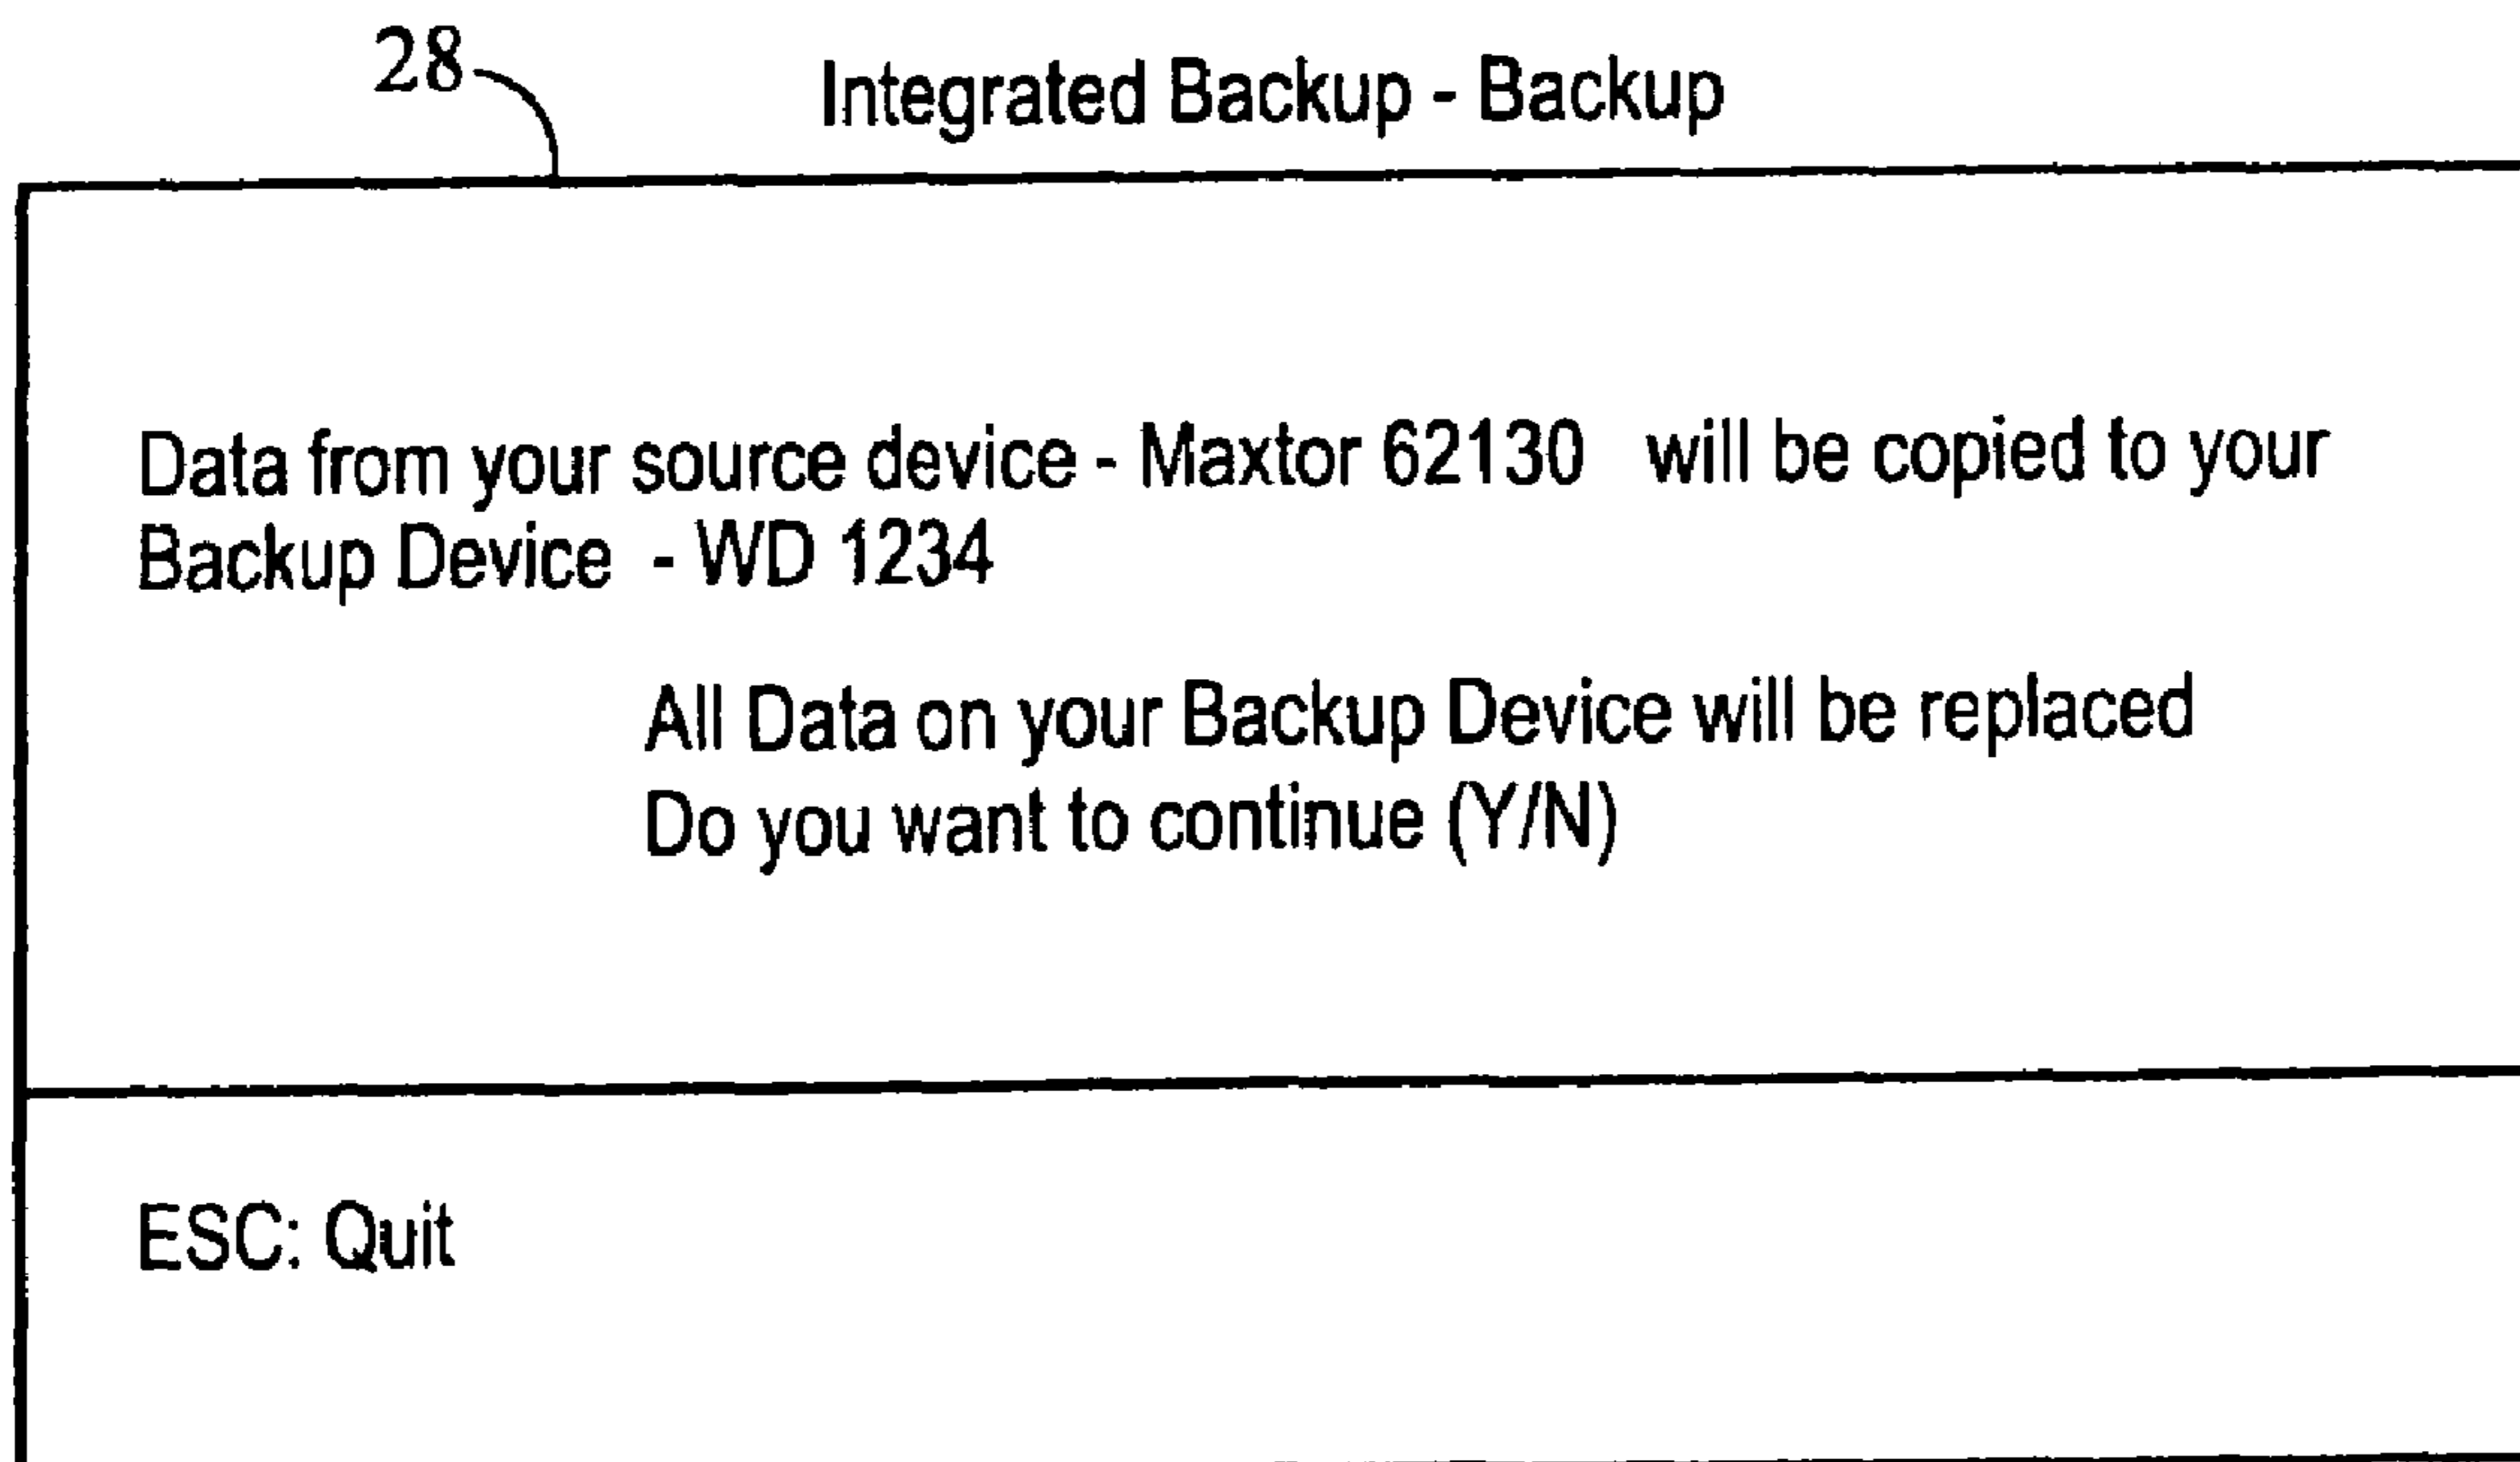 28
Integrated Backup - Backup
Data from your source device - Maxtor 62130 will be copied to your
Backup Device - WD 1234
All Data on your Backup Device will be replaced
Do you want to continue (Y/N)
ESC: Quit